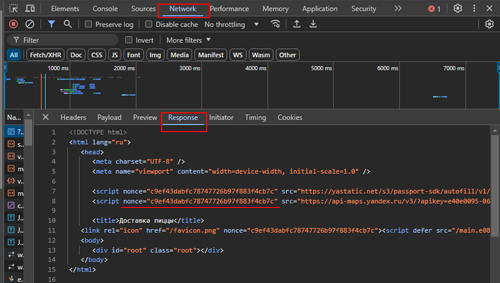 Elements Console Sources Network Performance Memory Application 1
Preserve log Disable cache No throttling
Filter Invert More filters
All Fetch/XHR Doc CSS JS Font Img Media Manifest WS Wasm Other
1000 ms 2000 ms 5000 ms 6000 ms 7000 ms
Na... Headers Payload Preview Response Initiator Timing Cookies
?...
1 <!DOCTYPE html>
2 <html lang="ru">
3 <head>
4 <meta charset="UTF-8" />
5 <meta name="viewport" content="width=device-width, initial-scale=1.0" />
6
7 <script nonce="c9ef43dabfc78747726b97f883f4cb7c" src="https://yastatic.net/s3/passport-sdk/autofill/v1/
8 <script nonce="c9ef43dabfc78747726b97f883f4cb7c" src="https://api-maps.yandex.ru/v3/?apikey=e40e0095-06
9
10 <title>Доставка пиццы</title>
11 <link rel="icon" href="/favicon.png" nonce="c9ef43dabfc78747726b97f883f4cb7c"><script defer src="/main.e08
12 <body>
13 <div id="root" class="root"></div>
14 </body>
15 </html>